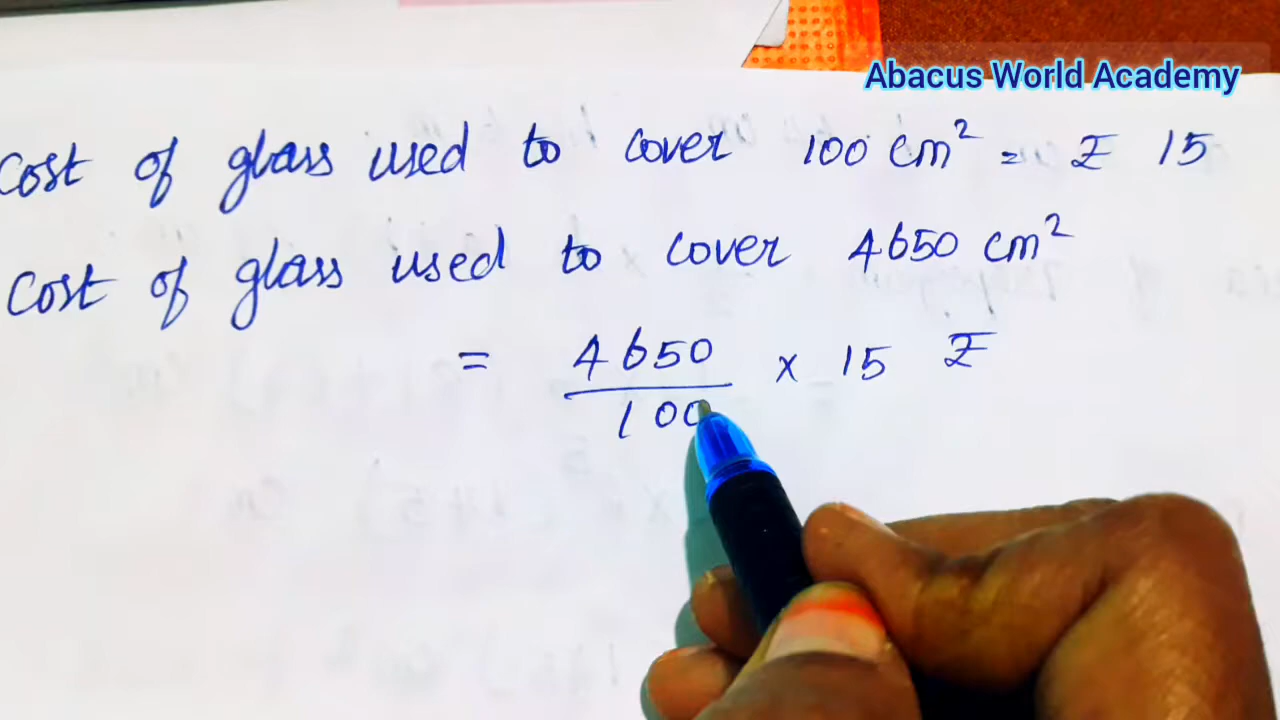 Abacus World Academy
Cost of glass used to cover 100 cm² = ₹ 15
Cost of glass used to cover 4650 cm²
= 4650/100 × 15 ₹